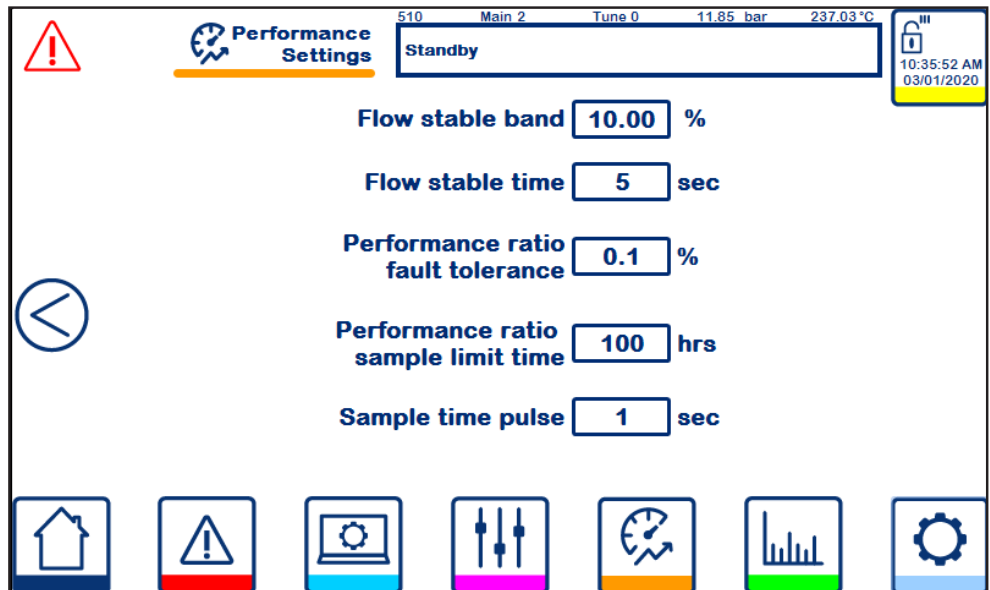 510 Main 2 Tune 0 11.85 bar 237.03°C
Performance
Settings
Standby
10:35:52 AM
03/01/2020
Flow stable band 10.00 %
Flow stable time 5 sec
Performance ratio
fault tolerance 0.1 %
Performance ratio
sample limit time 100 hrs
Sample time pulse 1 sec